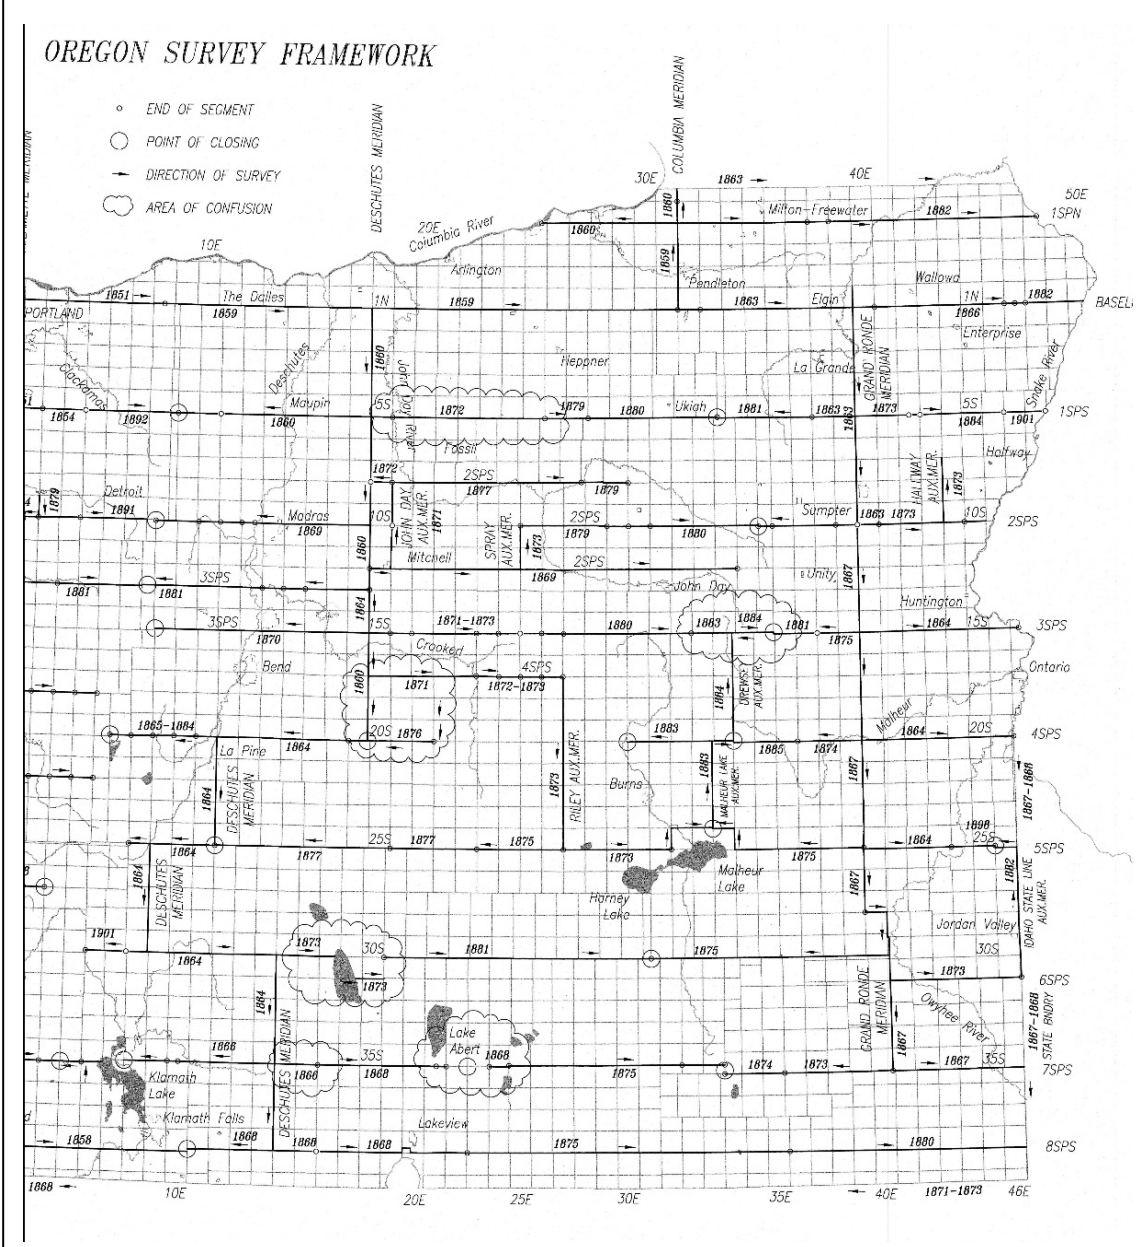 OREGON SURVEY FRAMEWORK
END OF SEGMENT
POINT OF CLOSING
DIRECTION OF SURVEY
AREA OF CONFUSION
DESCHUTES MERIDIAN
COLUMBIA MERIDIAN
30E 1863 40E 50E
1860 Milton-Freewater 1882 1SPN
20E Columbia River 1860
10E
1859
Arlington Pendleton Wallowa
1851 The Dalles 1N 1859 1863 Elgin 1N 1882 BASEL
PORTLAND 1859 1866
Enterprise
GRAND RONDE MERIDIAN
1860 Heppner La Grande
Clackamas Deschutes John Day River Snake River
Maupin 5S 1872 1879 1880 Ukiah 1881 1863 1873 5S 1SPS
1854 1892 1860 1863 1884 1901
Fossil Halfway
1872 2SPS HALFWAY AUX.MER. 1873
1877 1879
1879 Detroit
1891 Madras 10S JOHN DAY AUX.MER. 1871 SPRAY AUX.MER. 1873 2SPS Sumpter 1863 1873 10S 2SPS
1869 1879 1880
1860 Mitchell 2SPS
1869
3SPS John Day Unity 1867
1881 1881
1864 Huntington
3SPS 15S 1871-1873 1880 1883 1884 1881 1864 15S 3SPS
1870 Crooked 1875
Bend 4SPS Ontario
1860 1871 1872-1873 1884 DREWSEY AUX.MER. Malheur
1865-1884 20S 1883 1864 20S 4SPS
La Pine 1864 1876 1885 1874
1864 DESCHUTES MERIDIAN 1873 RILEY AUX.MER. Burns 1883 MALHEUR LAKE AUX.MER. 1867 1867-1868
1898
25S 1877 1875 1864 25S 5SPS
1864 1877 1873 1875
1864 DESCHUTES MERIDIAN Malheur Lake 1867 1882 IDAHO STATE LINE AUX.MER.
Harney Lake
1901 1873 30S 1881 1875 Jordan Valley 30S
1864
1873 1873 6SPS
1864 DESCHUTES MERIDIAN GRAND RONDE MERIDIAN Owyhee River 1867-1868 STATE BNDRY
Lake Abert 1867
1866 35S 1868 1874 1873 1867 35S 7SPS
1866 1868 1875
Klamath Lake
Klamath Falls Lakeview
1858 1868 1868 1868 1875 1880 8SPS
1868 10E 20E 25E 30E 35E 40E 1871-1873 46E